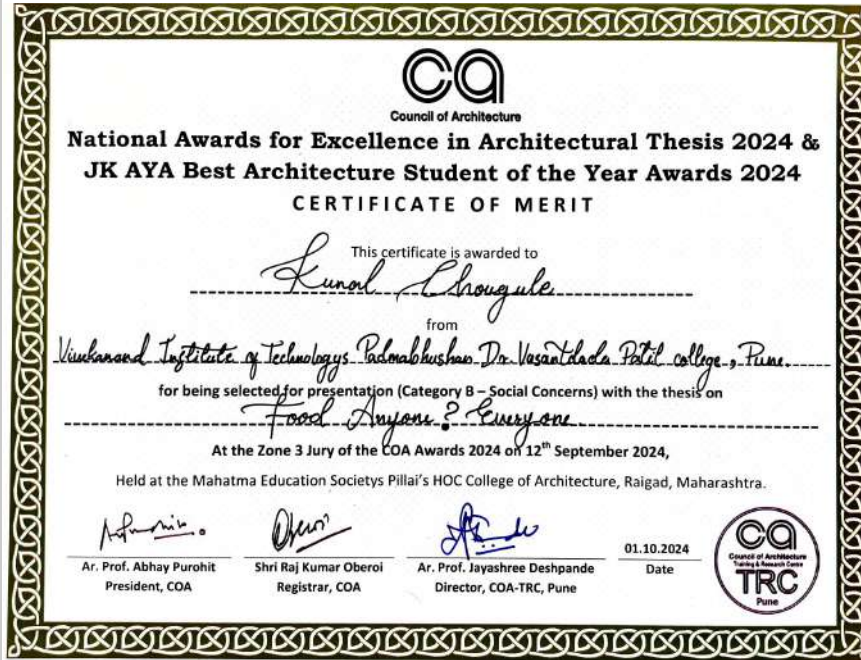 ca
Council of Architecture
National Awards for Excellence in Architectural Thesis 2024 &
JK AYA Best Architecture Student of the Year Awards 2024
CERTIFICATE OF MERIT
This certificate is awarded to
Kunal Chougule
from
Vivekanand Institute of Technologys Padmabhushan Dr. Vasantdada Patil college, Pune.
for being selected for presentation (Category B – Social Concerns) with the thesis on
Food Anyone? Everyone.
At the Zone 3 Jury of the COA Awards 2024 on 12th September 2024,
Held at the Mahatma Education Societys Pillai's HOC College of Architecture, Raigad, Maharashtra.
Ar. Prof. Abhay Purohit
President, COA
Shri Raj Kumar Oberoi
Registrar, COA
Ar. Prof. Jayashree Deshpande
Director, COA-TRC, Pune
01.10.2024
Date
ca
Council of Architecture
Training & Research Centre
TRC
Pune